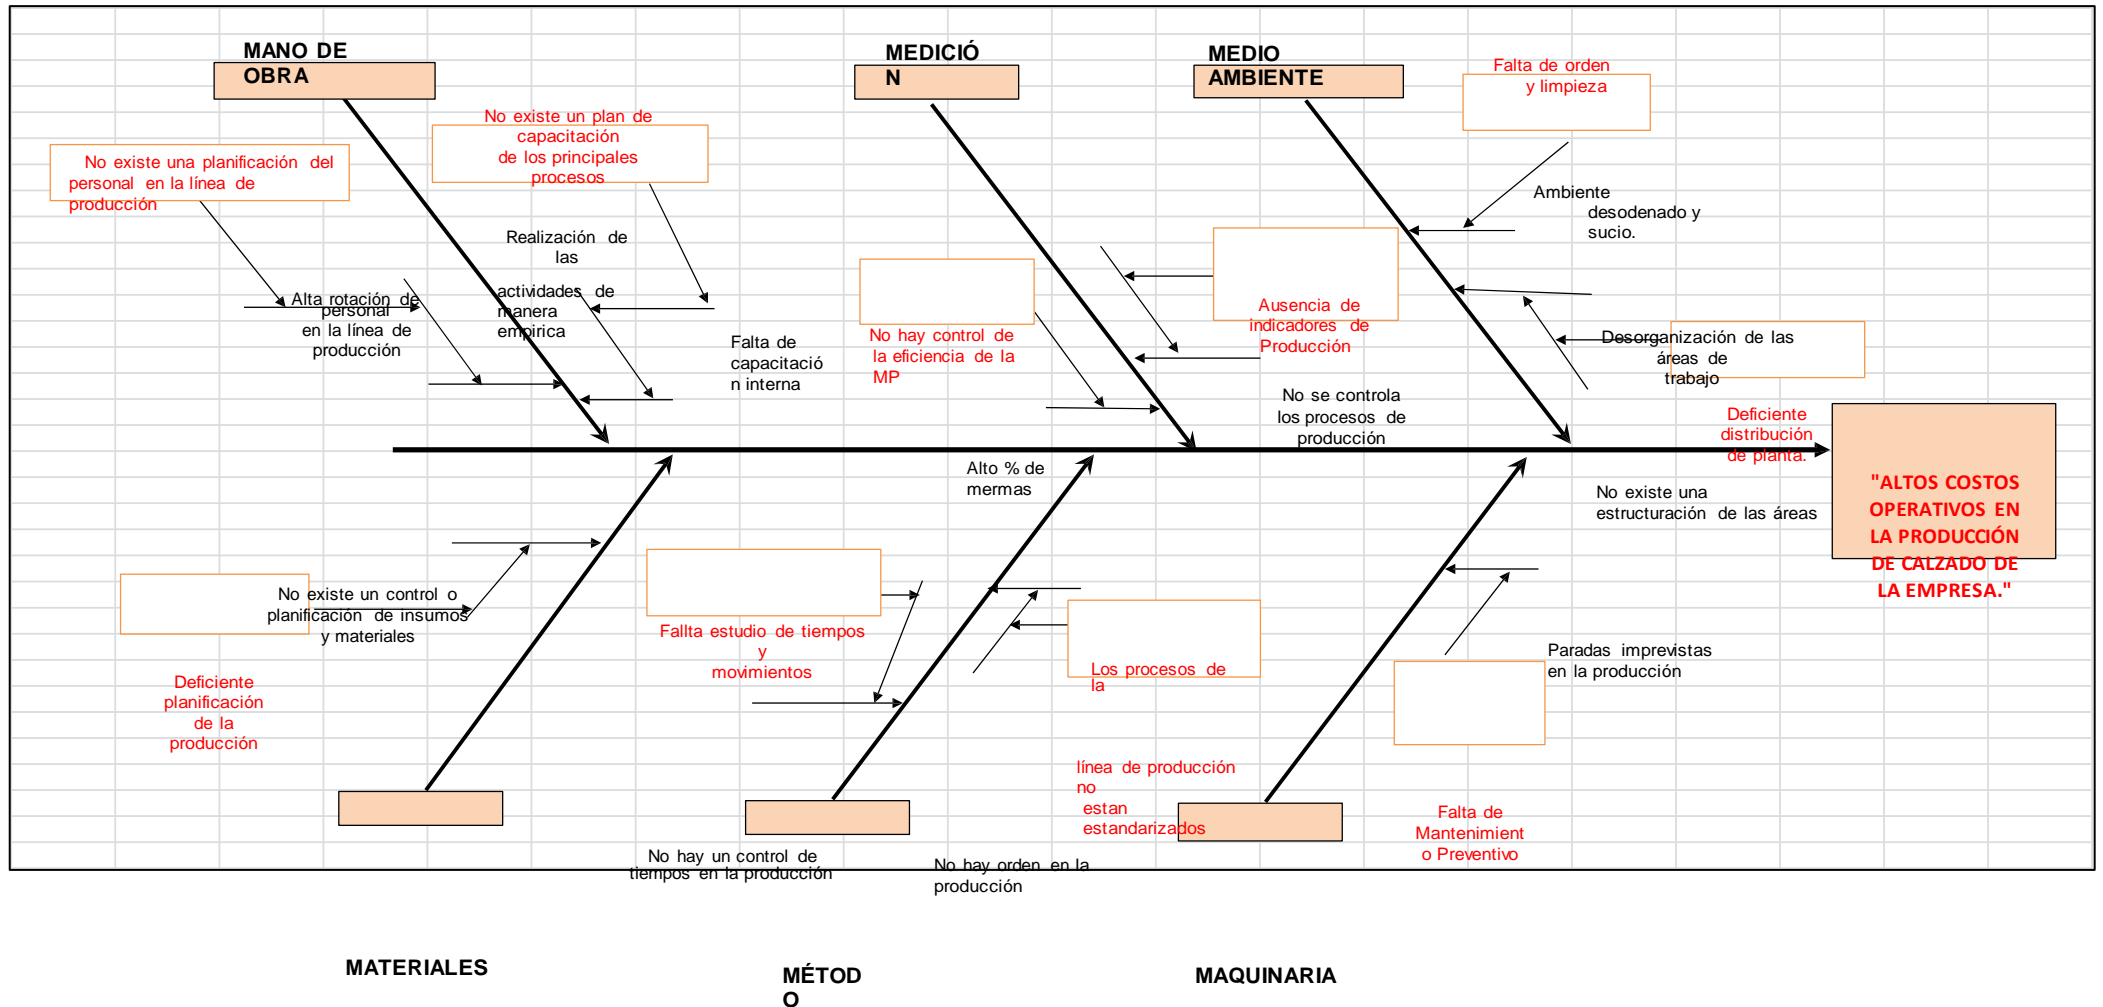 MANO DE
OBRA
MEDICIÓ
N
MEDIO
AMBIENTE
Falta de orden
y limpieza
No existe un plan de
capacitación
de los principales
procesos
No existe una planificación del
personal en la línea de
producción
Ambiente
desodenado y
sucio.
Realización de
las
actividades de
manera
empirica
Alta rotación de
personal
en la línea de
producción
Falta de
capacitació
n interna
No hay control de
la eficiencia de la
MP
Ausencia de
indicadores de
Producción
Desorganización de las
áreas de
trabajo
No se controla
los procesos de
producción
Deficiente
distribución
de planta.
Alto % de
mermas
No existe una
estructuración de las áreas
"ALTOS COSTOS
OPERATIVOS EN
LA PRODUCCIÓN
DE CALZADO DE
LA EMPRESA."
No existe un control o
planificación de insumos
y materiales
Fallta estudio de tiempos
y
movimientos
Los procesos de
la
Paradas imprevistas
en la producción
Deficiente
planificación
de la
producción
línea de producción
no
estan
estandarizados
Falta de
Mantenimient
o Preventivo
No hay un control de
tiempos en la producción
No hay orden en la
producción
MATERIALES
MÉTOD
O
MAQUINARIA